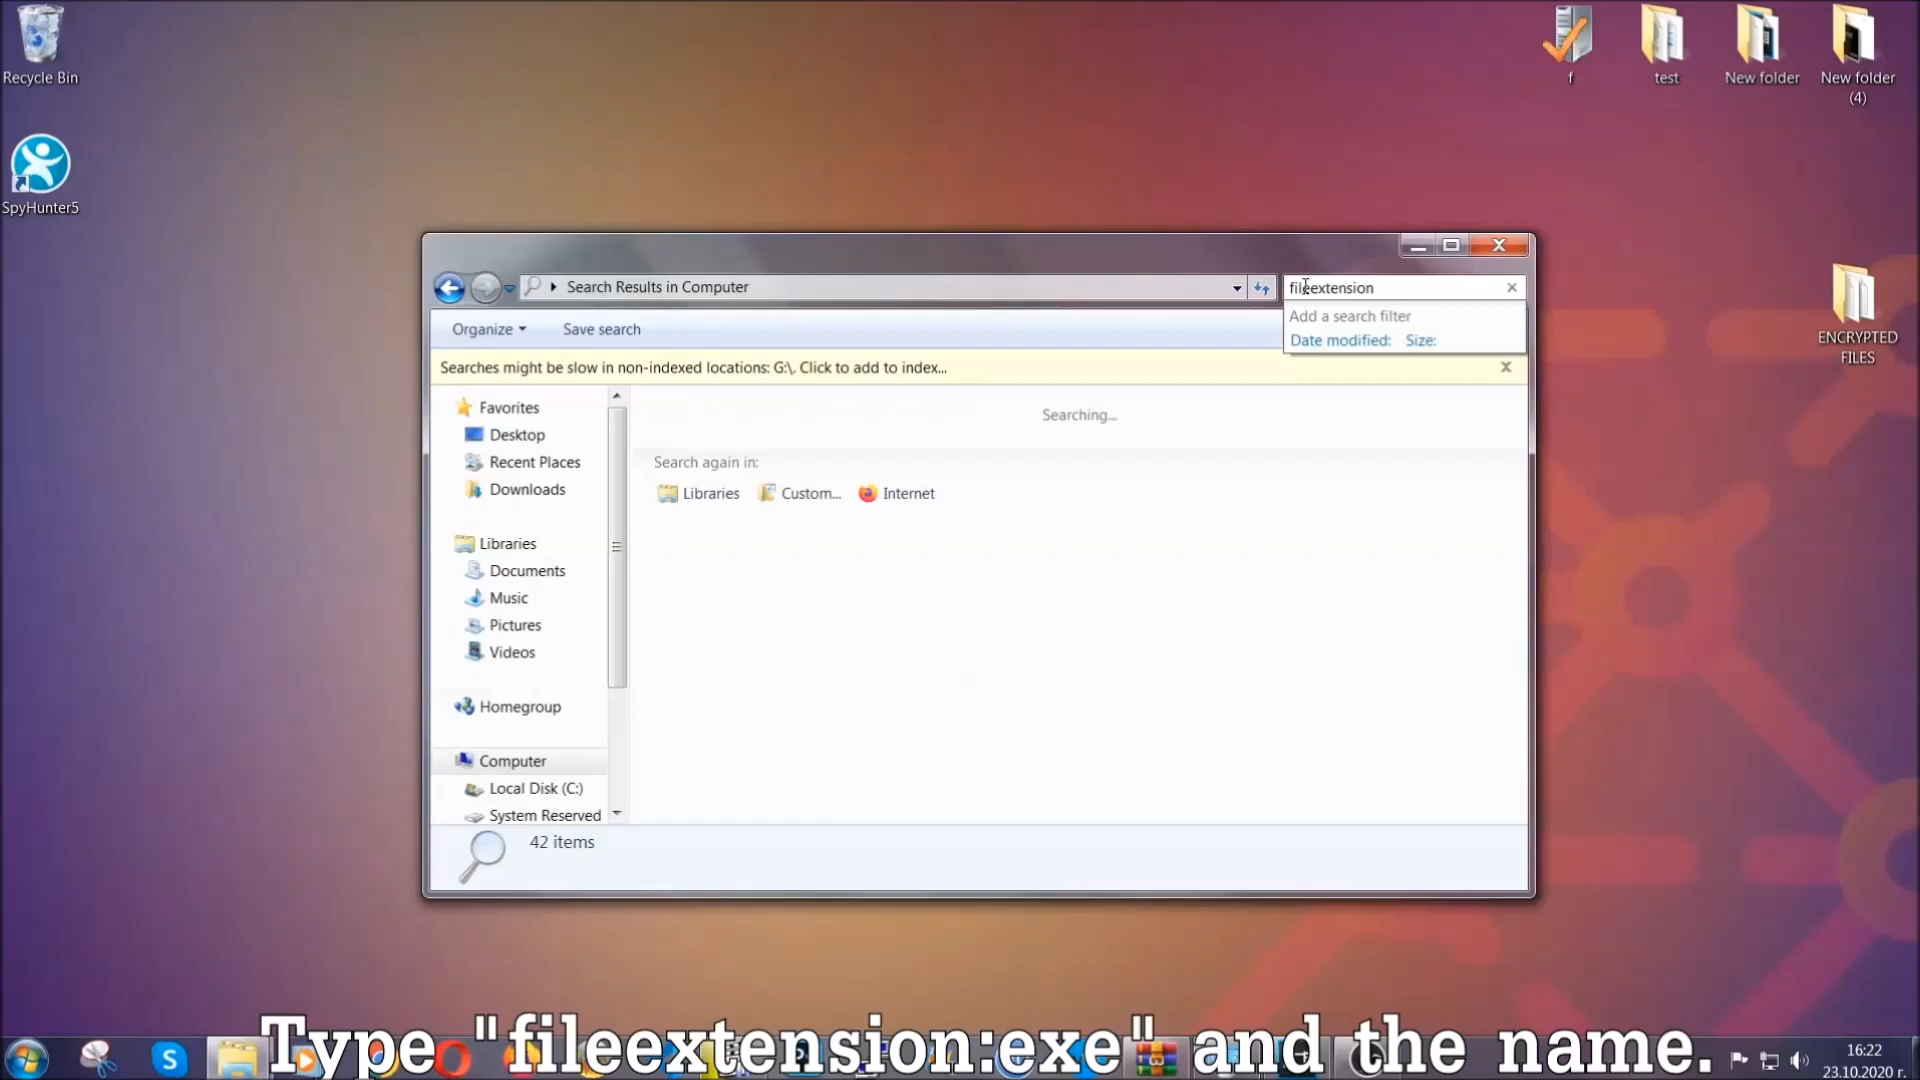 Recycle Bin
SpyHunter5
f
test
New folder
New folder
(4)
ENCRYPTED
FILES
Search Results in Computer
fileextension
Add a search filter
Date modified: Size:
Organize
Save search
Searches might be slow in non-indexed locations: G:\. Click to add to index...
Favorites
Desktop
Recent Places
Downloads
Libraries
Documents
Music
Pictures
Videos
Homegroup
Computer
Local Disk (C:)
System Reserved
Searching...
Search again in:
Libraries
Custom...
Internet
42 items
Type "fileextension:exe" and the name.
16:22
23.10.2020 г.